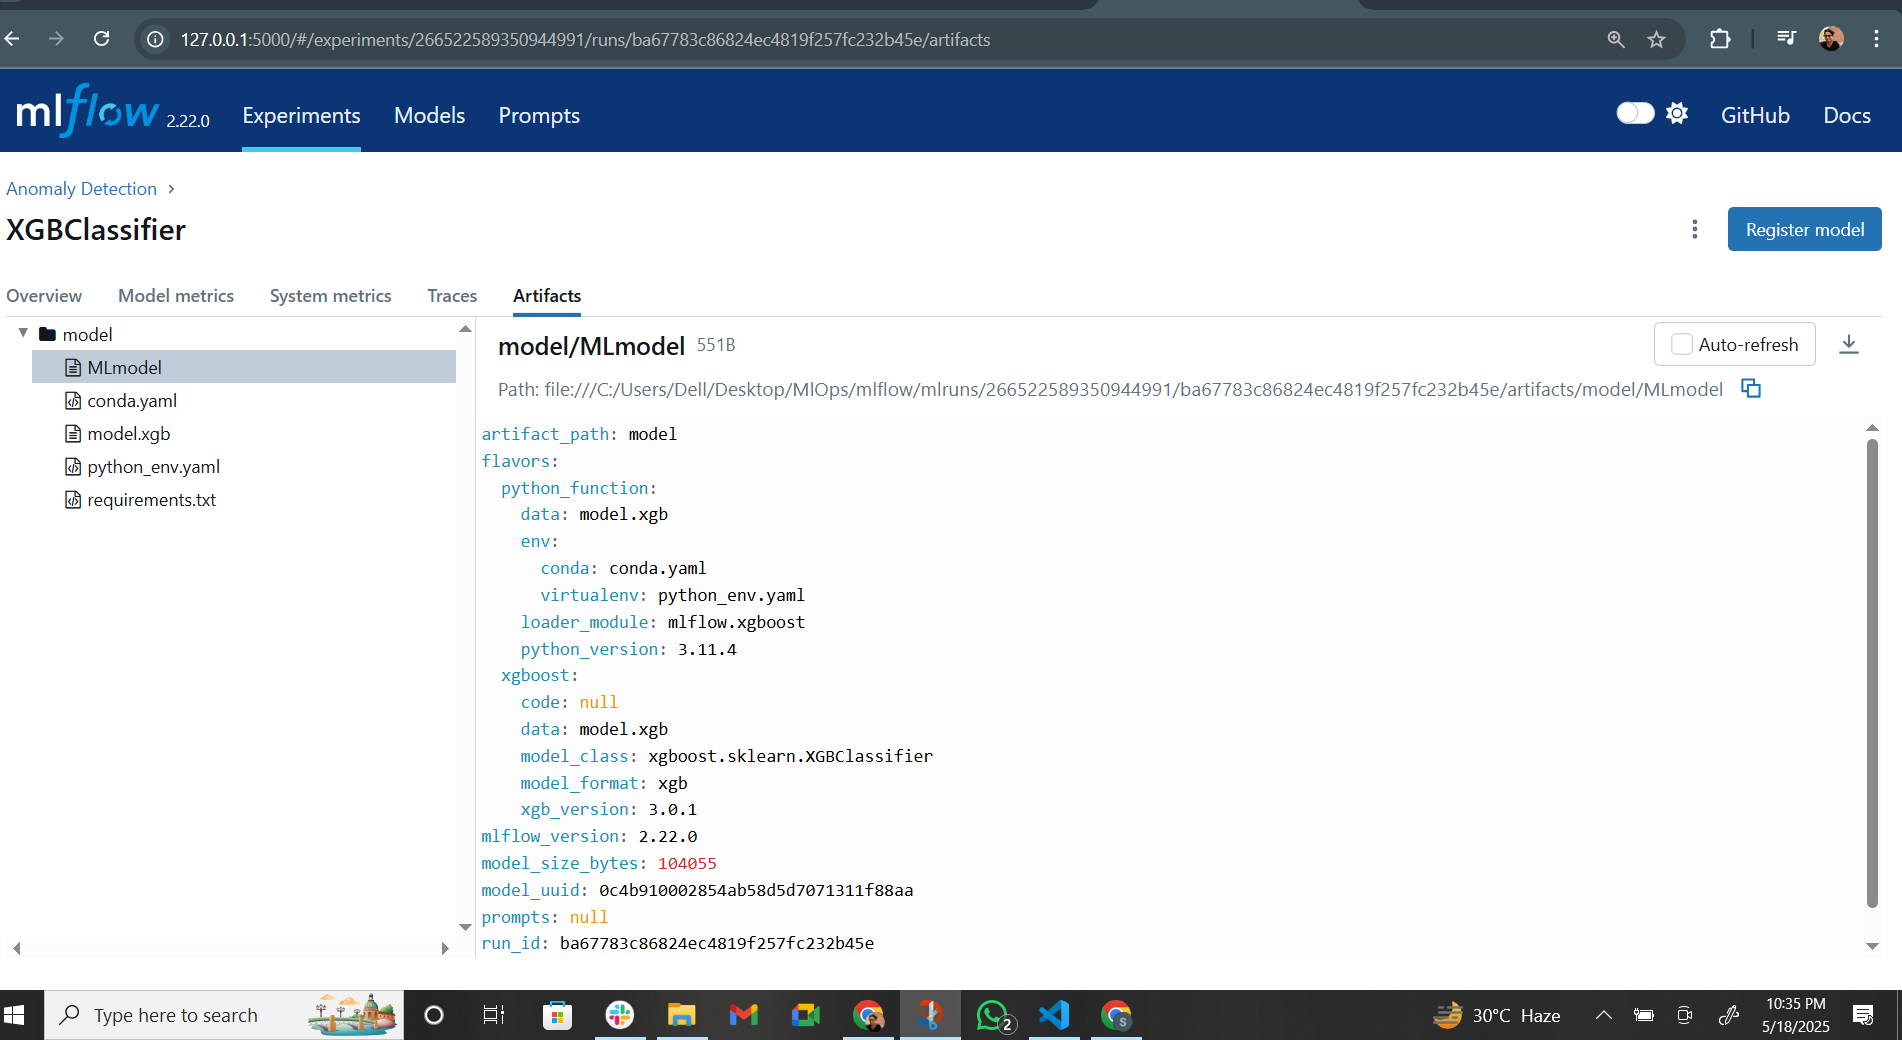 127.0.0.1:5000/#/experiments/266522589350944991/runs/ba67783c86824ec4819f257fc232b45e/artifacts
mlflow 2.22.0 Experiments Models Prompts GitHub Docs
Anomaly Detection
XGBClassifier
Register model
Overview Model metrics System metrics Traces Artifacts
model
MLmodel
conda.yaml
model.xgb
python_env.yaml
requirements.txt
model/MLmodel 551B
Auto-refresh
Path: file:///C:/Users/Dell/Desktop/MlOps/mlflow/mlruns/266522589350944991/ba67783c86824ec4819f257fc232b45e/artifacts/model/MLmodel
artifact_path: model
flavors:
python_function:
data: model.xgb
env:
conda: conda.yaml
virtualenv: python_env.yaml
loader_module: mlflow.xgboost
python_version: 3.11.4
xgboost:
code: null
data: model.xgb
model_class: xgboost.sklearn.XGBClassifier
model_format: xgb
xgb_version: 3.0.1
mlflow_version: 2.22.0
model_size_bytes: 104055
model_uuid: 0c4b910002854ab58d5d7071311f88aa
prompts: null
run_id: ba67783c86824ec4819f257fc232b45e
Type here to search
2
S
30°C Haze
10:35 PM
5/18/2025